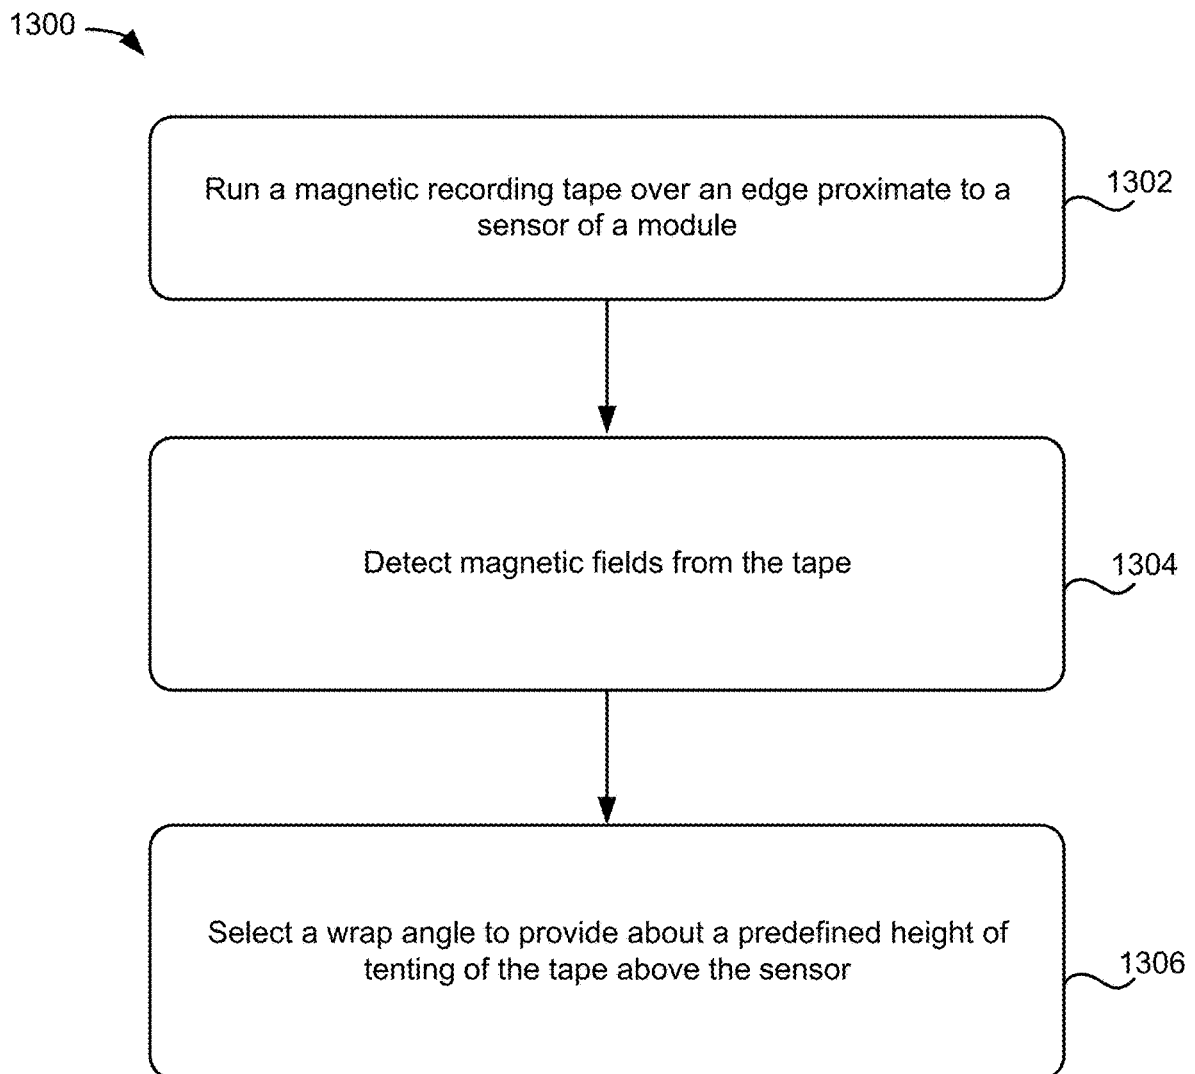 1300
Run a magnetic recording tape over an edge proximate to a
sensor of a module
1302
Detect magnetic fields from the tape
1304
Select a wrap angle to provide about a predefined height of
tenting of the tape above the sensor
1306